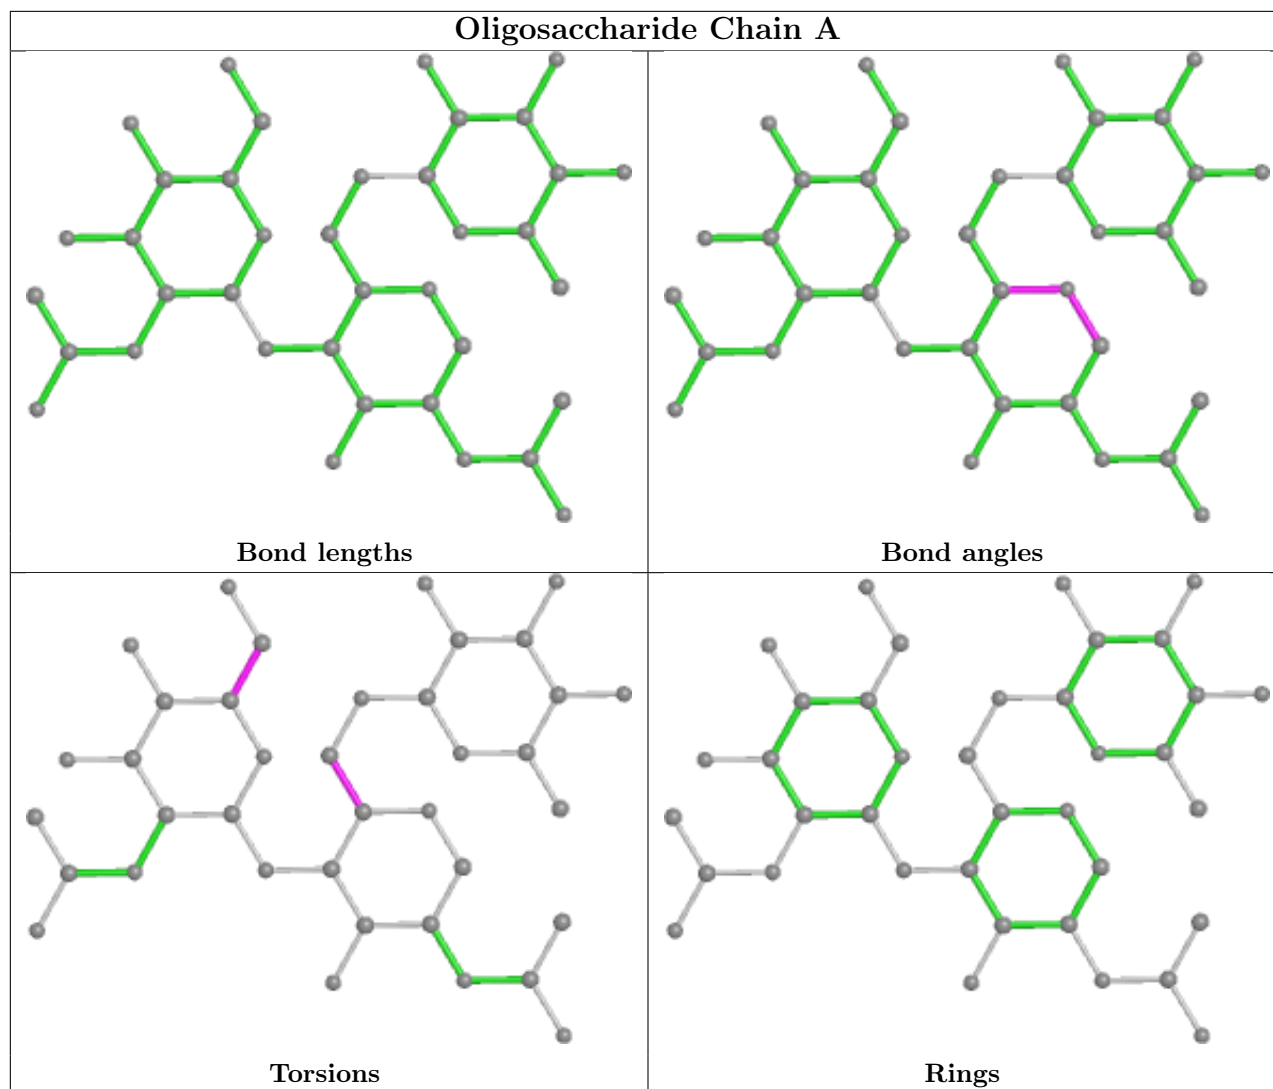 Oligosaccharide Chain A
Bond lengths
Bond angles
Torsions
Rings